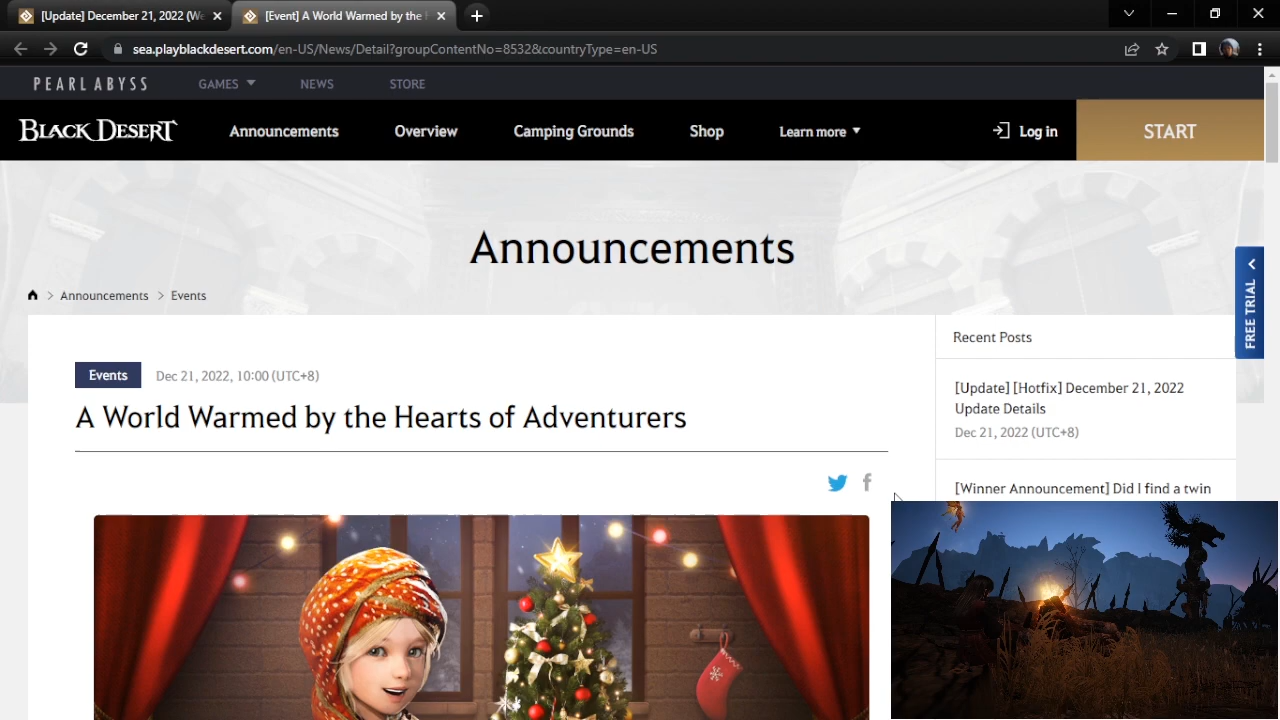 [Update] December 21, 2022 (We
[Event] A World Warmed by the H
sea.playblackdesert.com/en-US/News/Detail?groupContentNo=8532&countryType=en-US
PEARL ABYSS
GAMES
NEWS
STORE
BLACK DESERT
Announcements
Overview
Camping Grounds
Shop
Learn more
Log in
START
Announcements
Announcements > Events
FREE TRIAL
Events
Dec 21, 2022, 10:00 (UTC+8)
A World Warmed by the Hearts of Adventurers
Recent Posts
[Update] [Hotfix] December 21, 2022
Update Details
Dec 21, 2022 (UTC+8)
[Winner Announcement] Did I find a twin